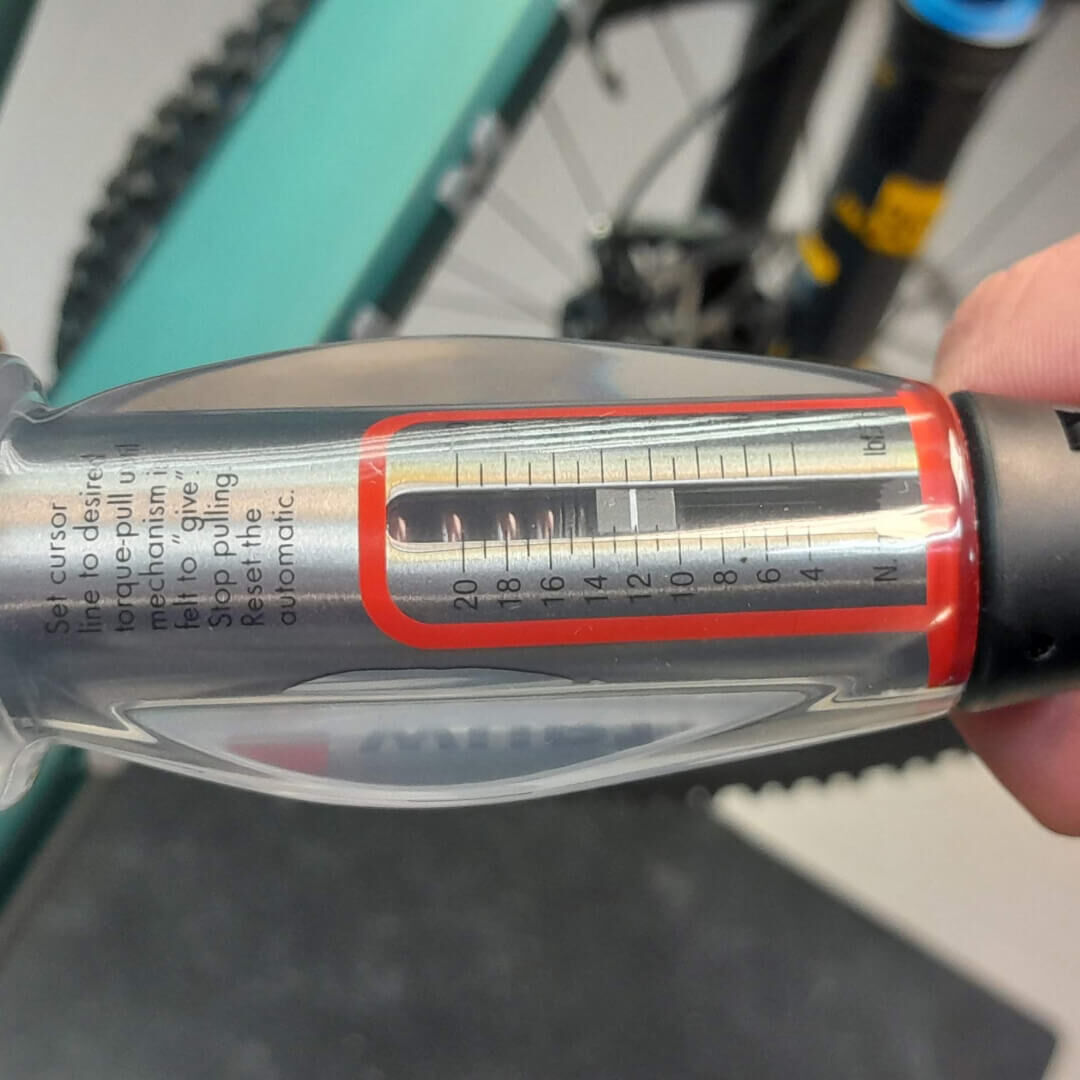 Set cursor
line to desired
torque-pull until
mechanism i
felt to "give".
Stop pulling.
Reset the
automatic.
20
18
16
14
12
10
8
6
4
N.
lbf.